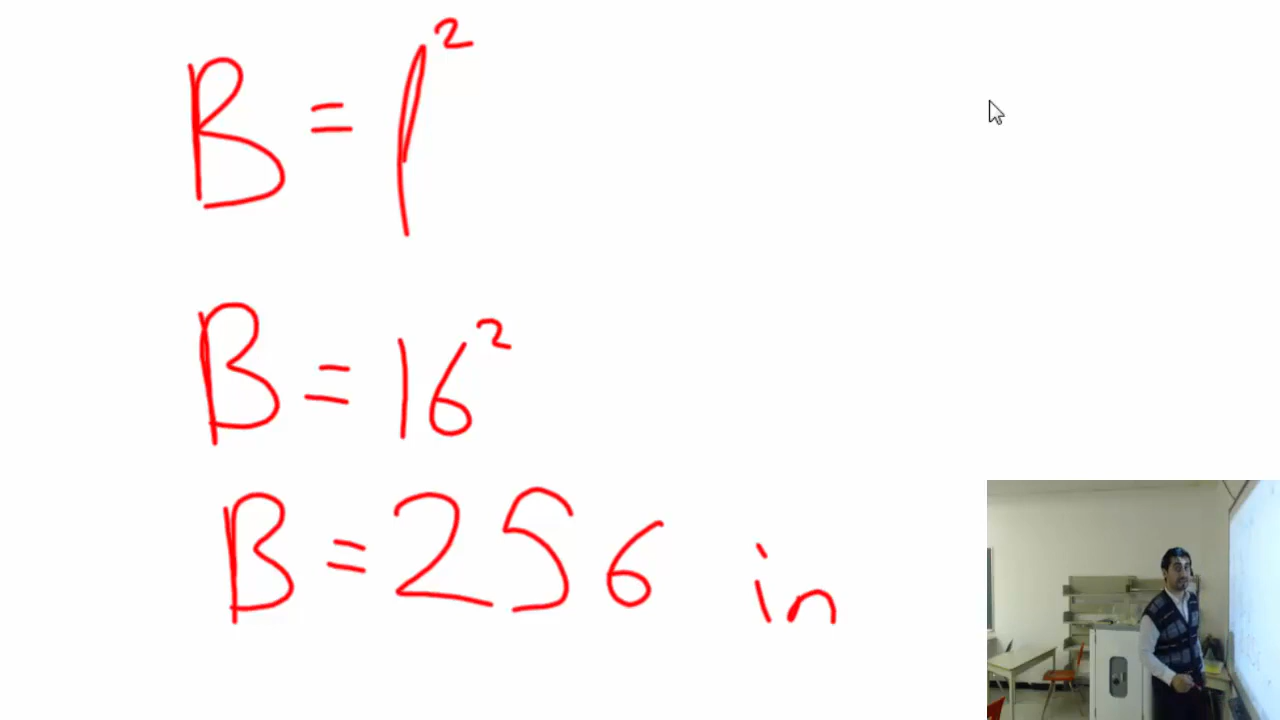 B = l²
B = 16²
B = 256 in